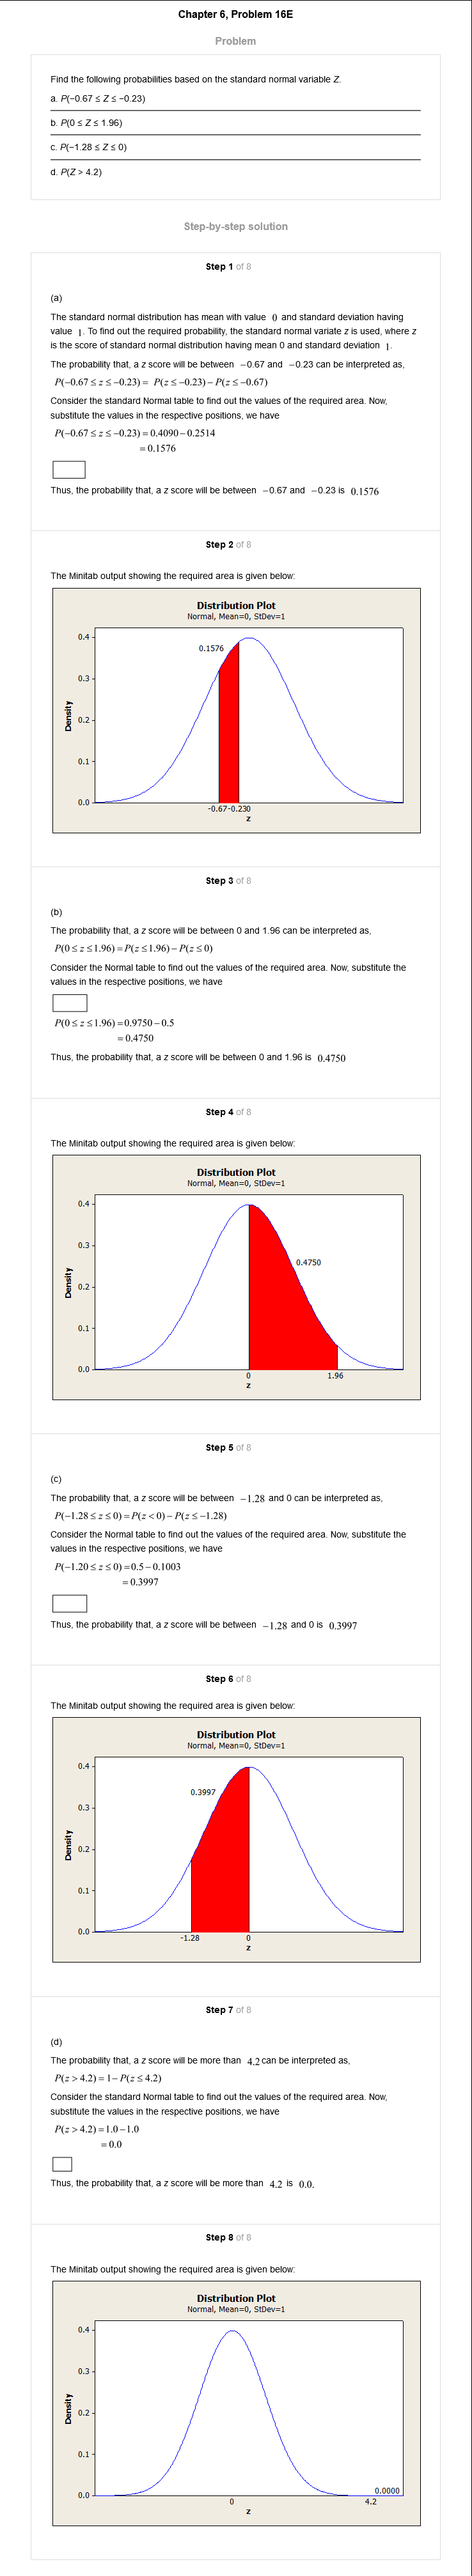 Chapter 6, Problem 16E
Problem
Find the following probabilities based on the standard normal variable Z.
a. P(−0.67 ≤ Z ≤ −0.23)
b. P(0 ≤ Z ≤ 1.96)
c. P(−1.28 ≤ Z ≤ 0)
d. P(Z > 4.2)
Step-by-step solution
Step 1 of 8
(a)
The standard normal distribution has mean with value 0 and standard deviation having
value 1. To find out the required probability, the standard normal variate z is used, where z
is the score of standard normal distribution having mean 0 and standard deviation 1.
The probability that, a z score will be between −0.67 and −0.23 can be interpreted as,
P(−0.67 ≤ z ≤ −0.23) = P(z ≤ −0.23) − P(z ≤ −0.67)
Consider the standard Normal table to find out the values of the required area. Now,
substitute the values in the respective positions, we have
P(−0.67 ≤ z ≤ −0.23) = 0.4090 − 0.2514
= 0.1576
Thus, the probability that, a z score will be between −0.67 and −0.23 is 0.1576
Step 2 of 8
The Minitab output showing the required area is given below:
Distribution Plot
Normal, Mean=0, StDev=1
0.4
0.1576
0.3
Density
0.2
0.1
0.0
-0.67-0.230
z
Step 3 of 8
(b)
The probability that, a z score will be between 0 and 1.96 can be interpreted as,
P(0 ≤ z ≤ 1.96) = P(z ≤ 1.96) − P(z ≤ 0)
Consider the Normal table to find out the values of the required area. Now, substitute the
values in the respective positions, we have
P(0 ≤ z ≤ 1.96) = 0.9750 − 0.5
= 0.4750
Thus, the probability that, a z score will be between 0 and 1.96 is 0.4750
Step 4 of 8
The Minitab output showing the required area is given below:
Distribution Plot
Normal, Mean=0, StDev=1
0.4
0.3
0.4750
Density
0.2
0.1
0.0
0 1.96
z
Step 5 of 8
(c)
The probability that, a z score will be between −1.28 and 0 can be interpreted as,
P(−1.28 ≤ z ≤ 0) = P(z < 0) − P(z ≤ −1.28)
Consider the Normal table to find out the values of the required area. Now, substitute the
values in the respective positions, we have
P(−1.20 ≤ z ≤ 0) = 0.5 − 0.1003
= 0.3997
Thus, the probability that, a z score will be between −1.28 and 0 is 0.3997
Step 6 of 8
The Minitab output showing the required area is given below:
Distribution Plot
Normal, Mean=0, StDev=1
0.4
0.3997
0.3
Density
0.2
0.1
0.0
-1.28 0
z
Step 7 of 8
(d)
The probability that, a z score will be more than 4.2 can be interpreted as,
P(z > 4.2) = 1 − P(z ≤ 4.2)
Consider the standard Normal table to find out the values of the required area. Now,
substitute the values in the respective positions, we have
P(z > 4.2) = 1.0 − 1.0
= 0.0
Thus, the probability that, a z score will be more than 4.2 is 0.0.
Step 8 of 8
The Minitab output showing the required area is given below:
Distribution Plot
Normal, Mean=0, StDev=1
0.4
0.3
Density
0.2
0.1
0.0
0.0000
0 4.2
z